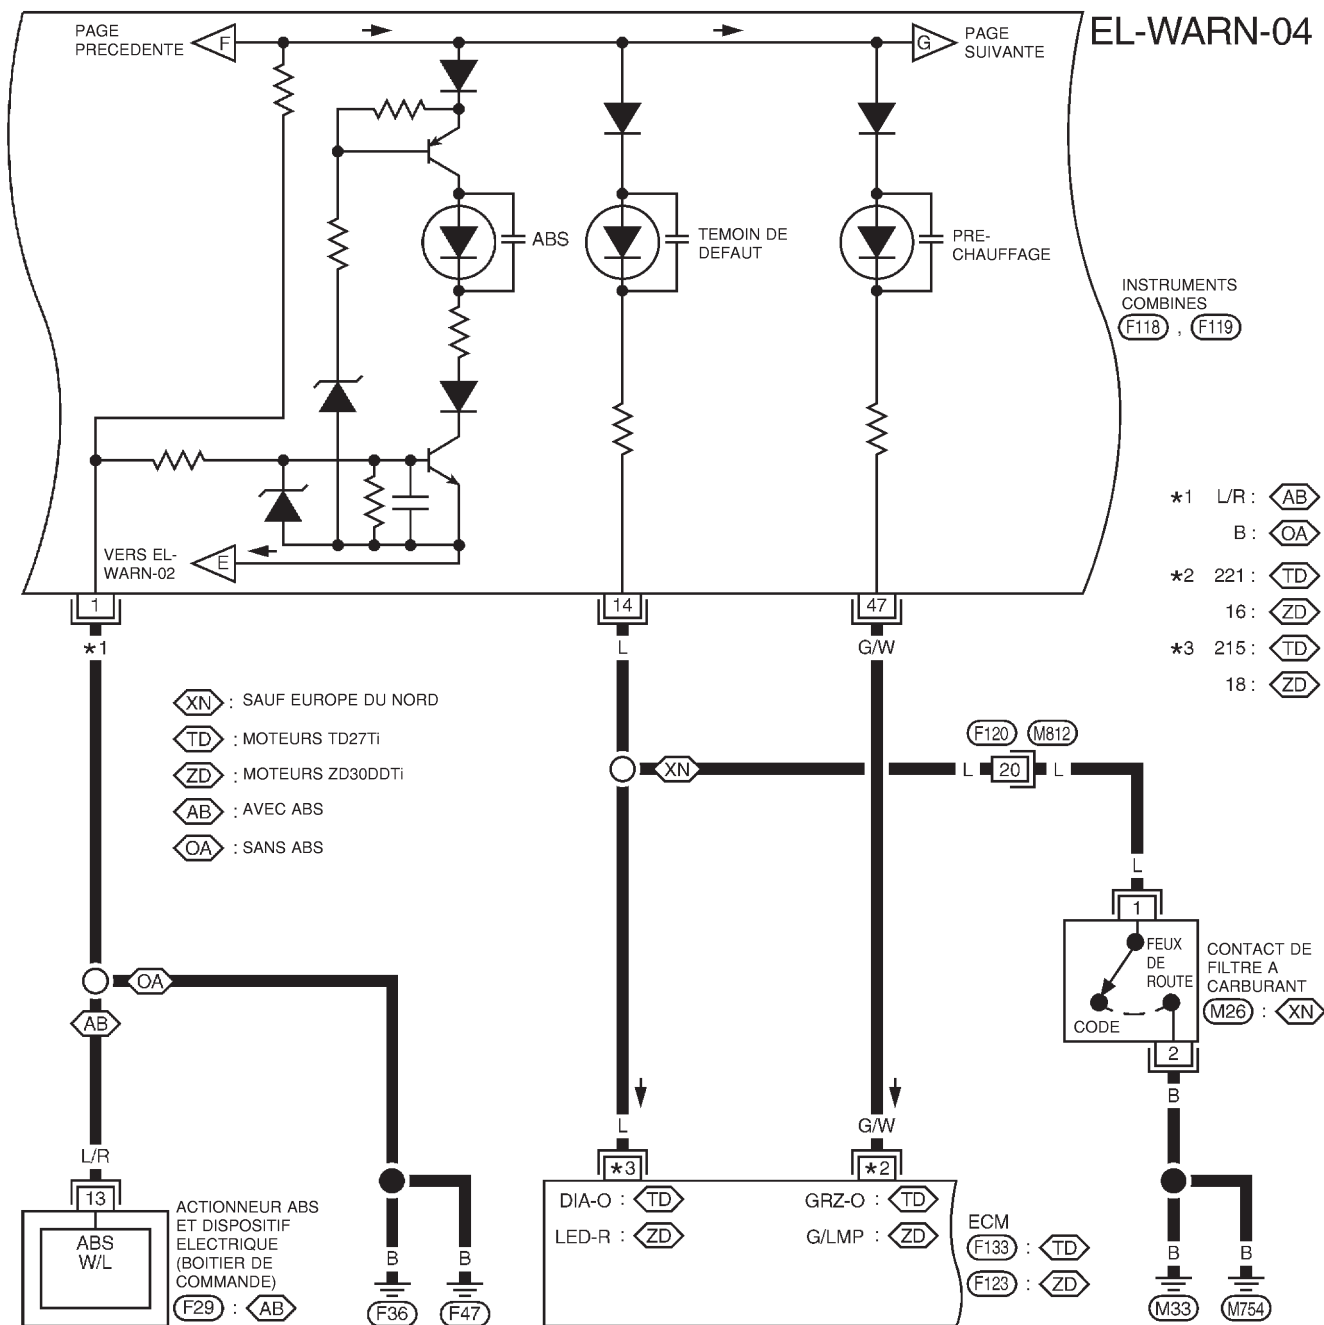 EL-WARN-04
PAGE
PRECEDENTE
F
G
PAGE
SUIVANTE
ABS
TEMOIN DE
DEFAUT
PRE-
CHAUFFAGE
INSTRUMENTS
COMBINES
F118 , F119
VERS EL-
WARN-02
E
★1 L/R : AB
B : OA
★2 221 : TD
16 : ZD
★3 215 : TD
18 : ZD
1
14
47
★1
L
G/W
XN : SAUF EUROPE DU NORD
TD : MOTEURS TD27Ti
ZD : MOTEURS ZD30DDTi
AB : AVEC ABS
OA : SANS ABS
XN
F120 M812
L 20 L
L
1
FEUX
DE
ROUTE
CODE
2
CONTACT DE
FILTRE A
CARBURANT
M26 : XN
B
OA
AB
L/R
L
G/W
13
★3
★2
ABS
W/L
ACTIONNEUR ABS
ET DISPOSITIF
ELECTRIQUE
(BOITIER DE
COMMANDE)
F29 : AB
B B
F36 F47
DIA-O : TD
LED-R : ZD
GRZ-O : TD
G/LMP : ZD
ECM
F133 : TD
F123 : ZD
B B
M33 M754